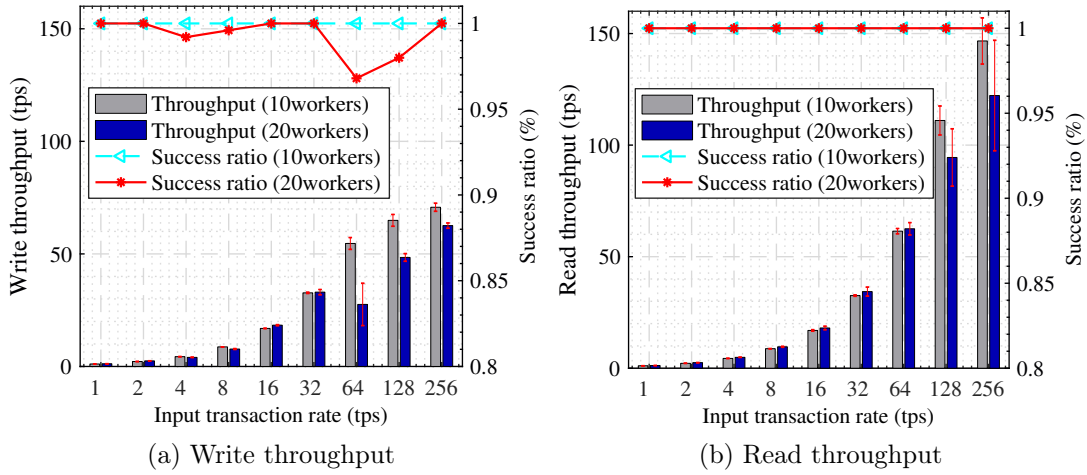 150
100
50
0
Write throughput (tps)
Throughput (10workers)
Throughput (20workers)
Success ratio (10workers)
Success ratio (20workers)
1
0.95
0.9
0.85
0.8
Success ratio (%)
1 2 4 8 16 32 64 128 256
Input transaction rate (tps)
(a) Write throughput
150
100
50
0
Read throughput (tps)
Throughput (10workers)
Throughput (20workers)
Success ratio (10workers)
Success ratio (20workers)
1
0.95
0.9
0.85
0.8
Success ratio (%)
1 2 4 8 16 32 64 128 256
Input transaction rate (tps)
(b) Read throughput